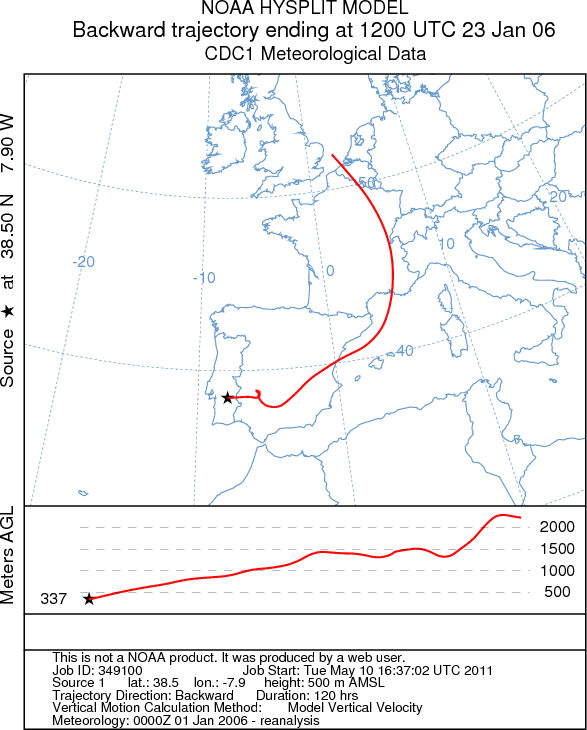 NOAA HYSPLIT MODEL
Backward trajectory ending at 1200 UTC 23 Jan 06
CDC1 Meteorological Data
Source ★ at 38.50 N 7.90 W
-20
-10
0
10
20
50
40
Meters AGL
337
2000
1500
1000
500
This is not a NOAA product. It was produced by a web user.
Job ID: 349100 Job Start: Tue May 10 16:37:02 UTC 2011
Source 1 lat.: 38.5 lon.: -7.9 height: 500 m AMSL
Trajectory Direction: Backward Duration: 120 hrs
Vertical Motion Calculation Method: Model Vertical Velocity
Meteorology: 0000Z 01 Jan 2006 - reanalysis